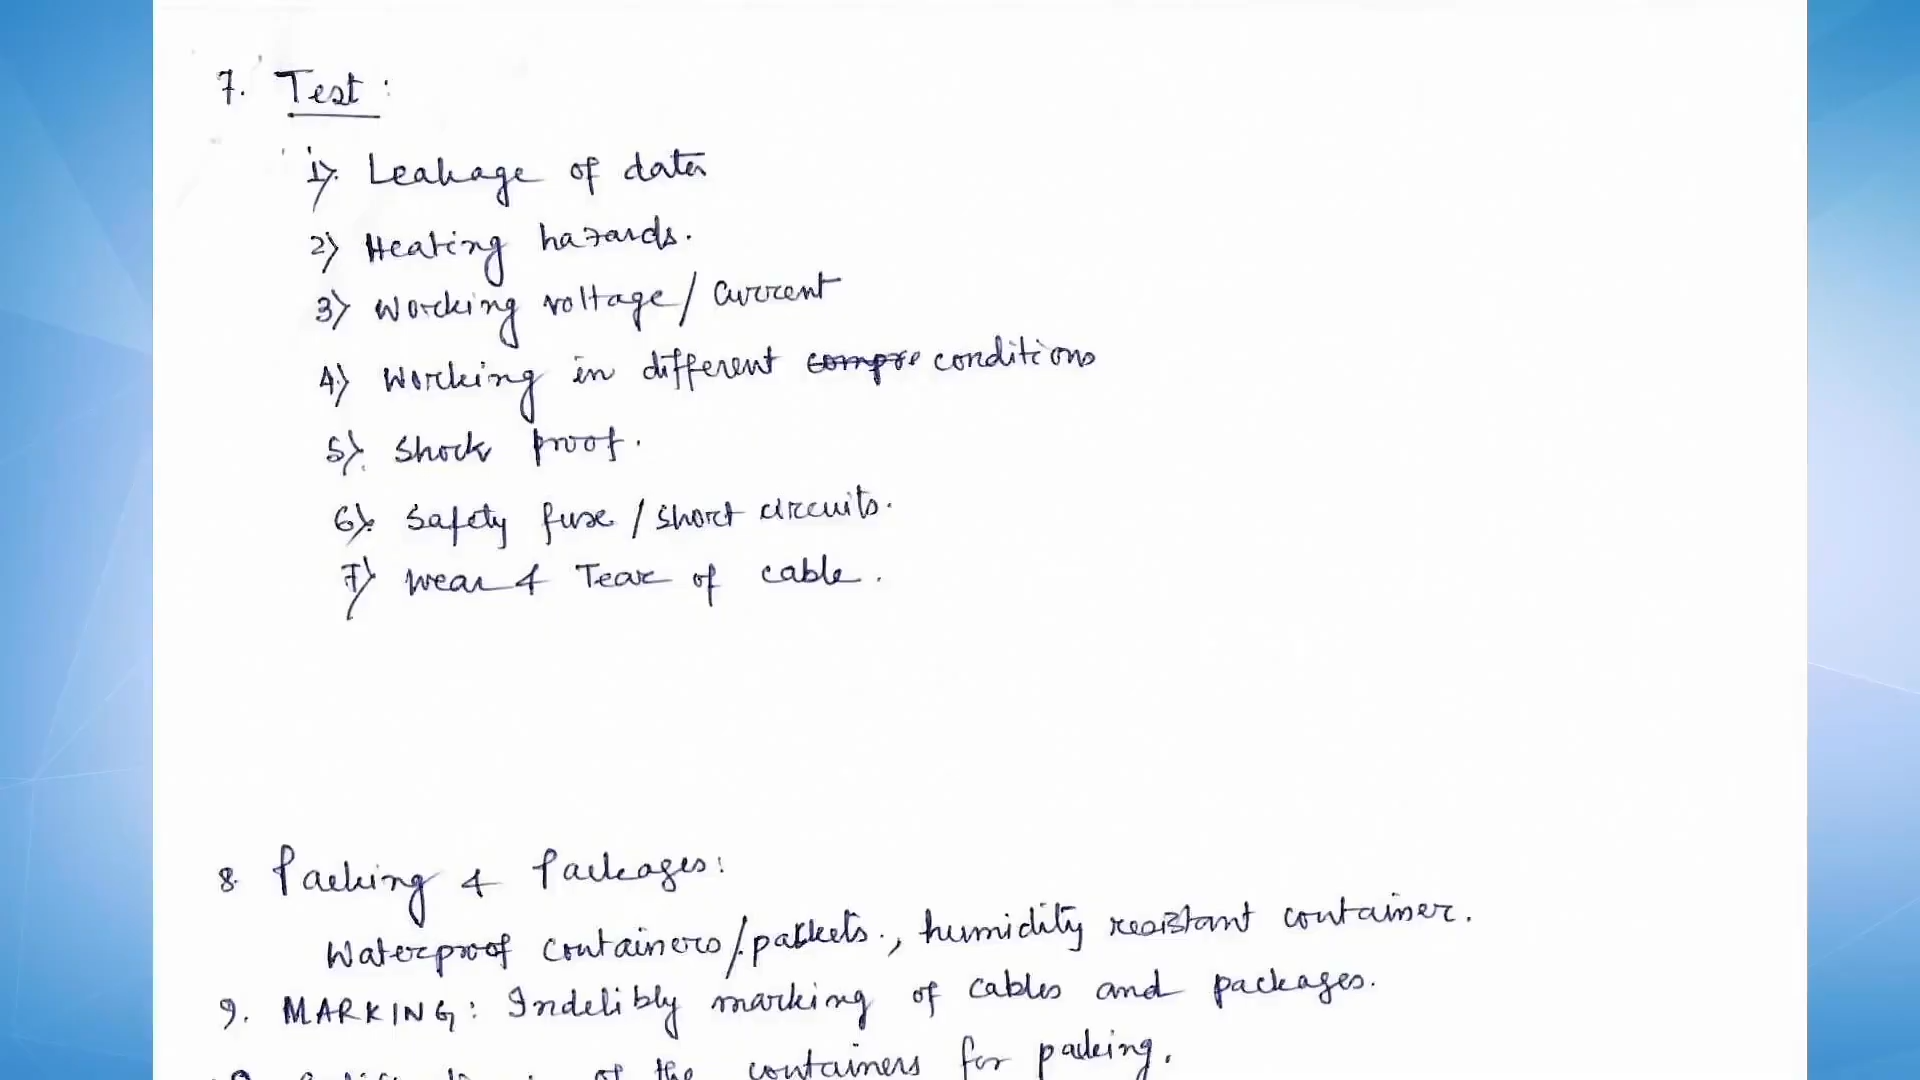 7. Test:
1) Leakage of data
2) Heating hazards.
3) Working voltage/current
4) Working in different compre conditions
5) Shock proof.
6) Safety fuse / short circuits.
7) Wear & Tear of cable.
8. Packing & Packages:
Waterproof containers/packets., humidity resistant container.
9. MARKING: Indelibly marking of cables and packages.
of the containers for packing.